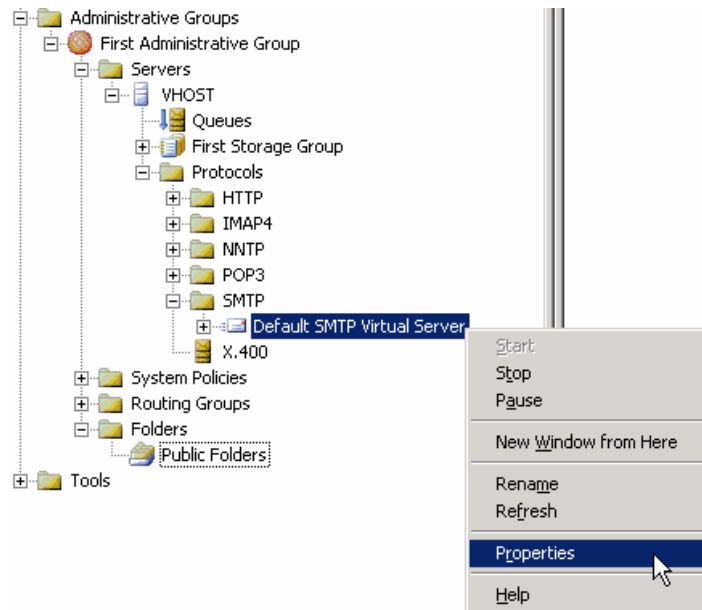 Administrative Groups
First Administrative Group
Servers
VHOST
Queues
First Storage Group
Protocols
HTTP
IMAP4
NNTP
POP3
SMTP
Default SMTP Virtual Server
X.400
System Policies
Routing Groups
Folders
Public Folders
Tools
Start
Stop
Pause
New Window from Here
Rename
Refresh
Properties
Help